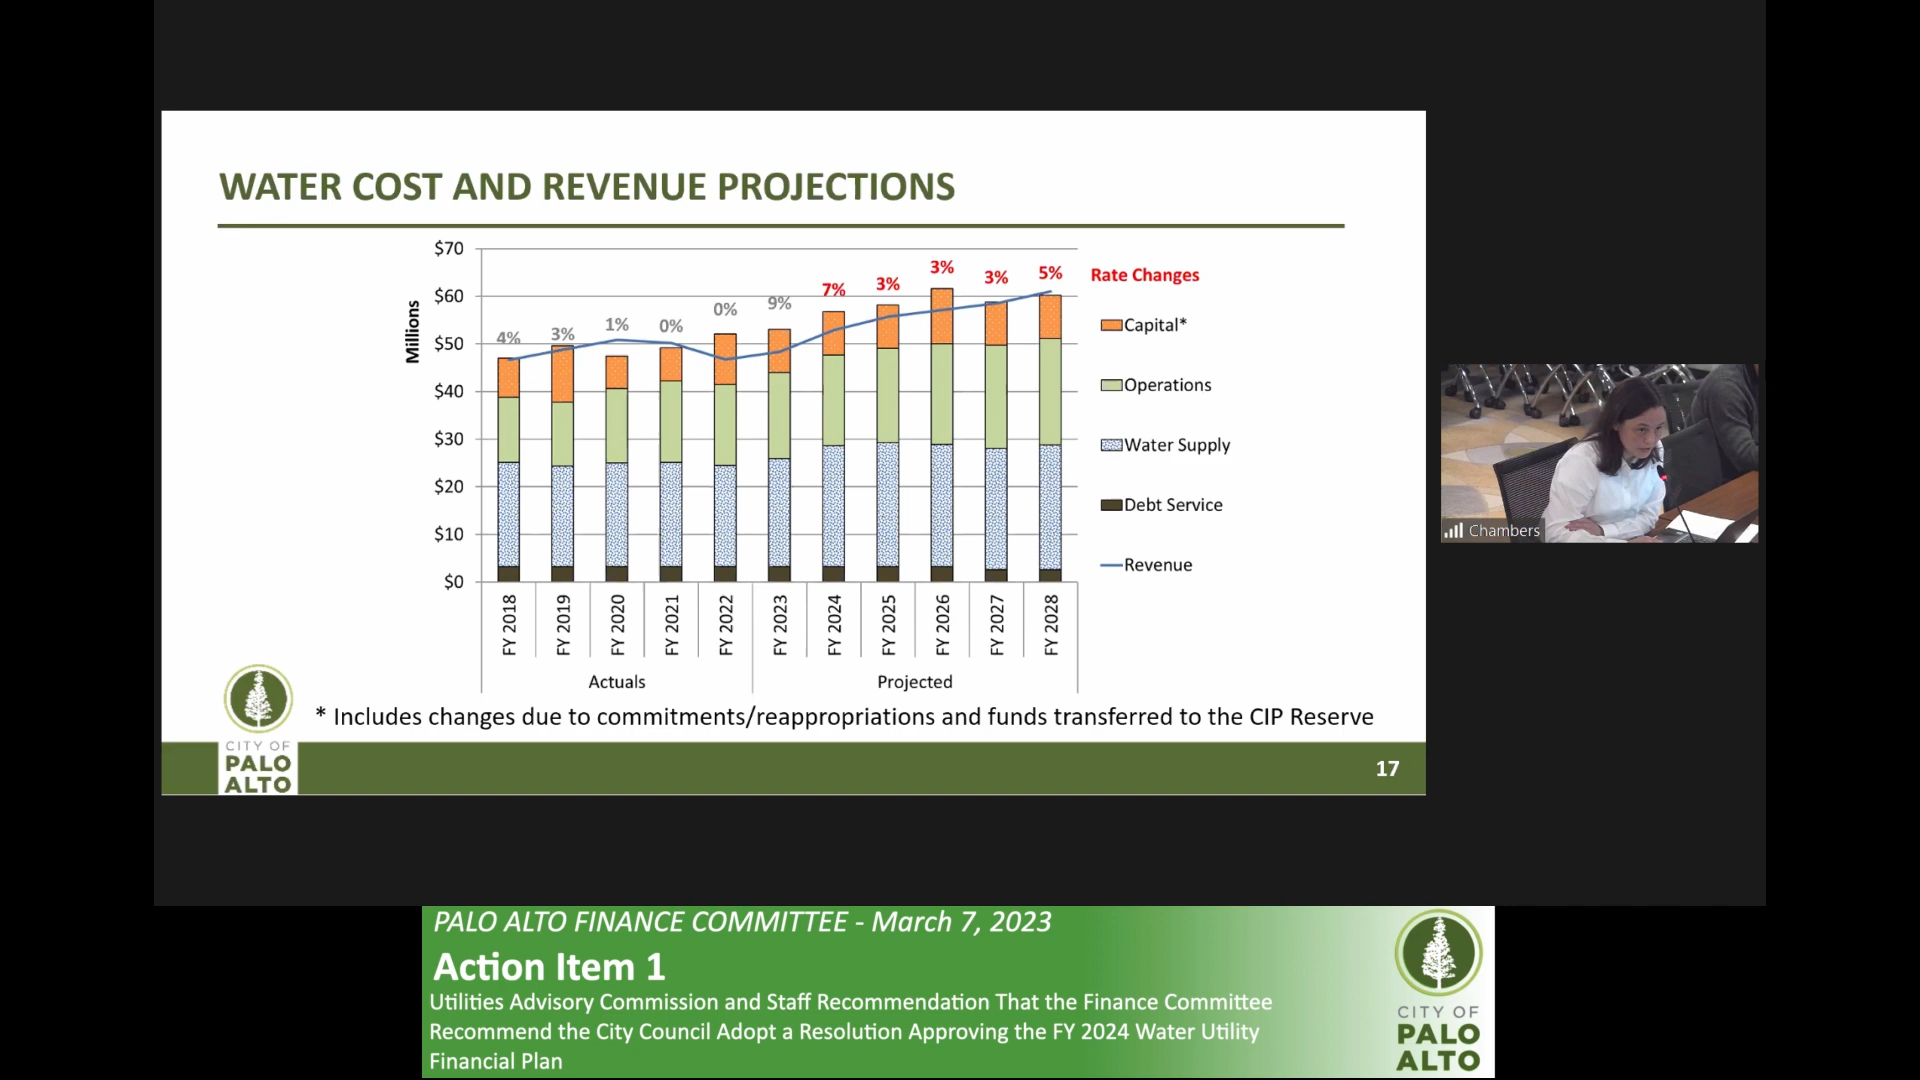 WATER COST AND REVENUE PROJECTIONS
Millions
$70
$60
$50
$40
$30
$20
$10
$0
4%
3%
1%
0%
0%
9%
7%
3%
3%
3%
5%
Rate Changes
Capital*
Operations
Water Supply
Debt Service
Revenue
FY 2018
FY 2019
FY 2020
FY 2021
FY 2022
FY 2023
FY 2024
FY 2025
FY 2026
FY 2027
FY 2028
Actuals
Projected
* Includes changes due to commitments/reappropriations and funds transferred to the CIP Reserve
CITY OF
PALO
ALTO
17
Chambers
PALO ALTO FINANCE COMMITTEE - March 7, 2023
Action Item 1
Utilities Advisory Commission and Staff Recommendation That the Finance Committee
Recommend the City Council Adopt a Resolution Approving the FY 2024 Water Utility
Financial Plan
CITY OF
PALO
ALTO